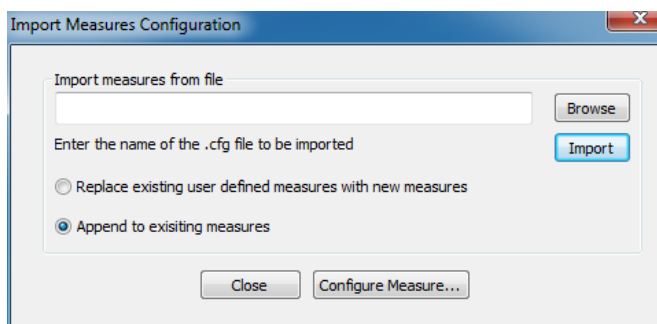 Import Measures Configuration
Import measures from file
Browse
Enter the name of the .cfg file to be imported
Import
Replace existing user defined measures with new measures
Append to exisiting measures
Close
Configure Measure...